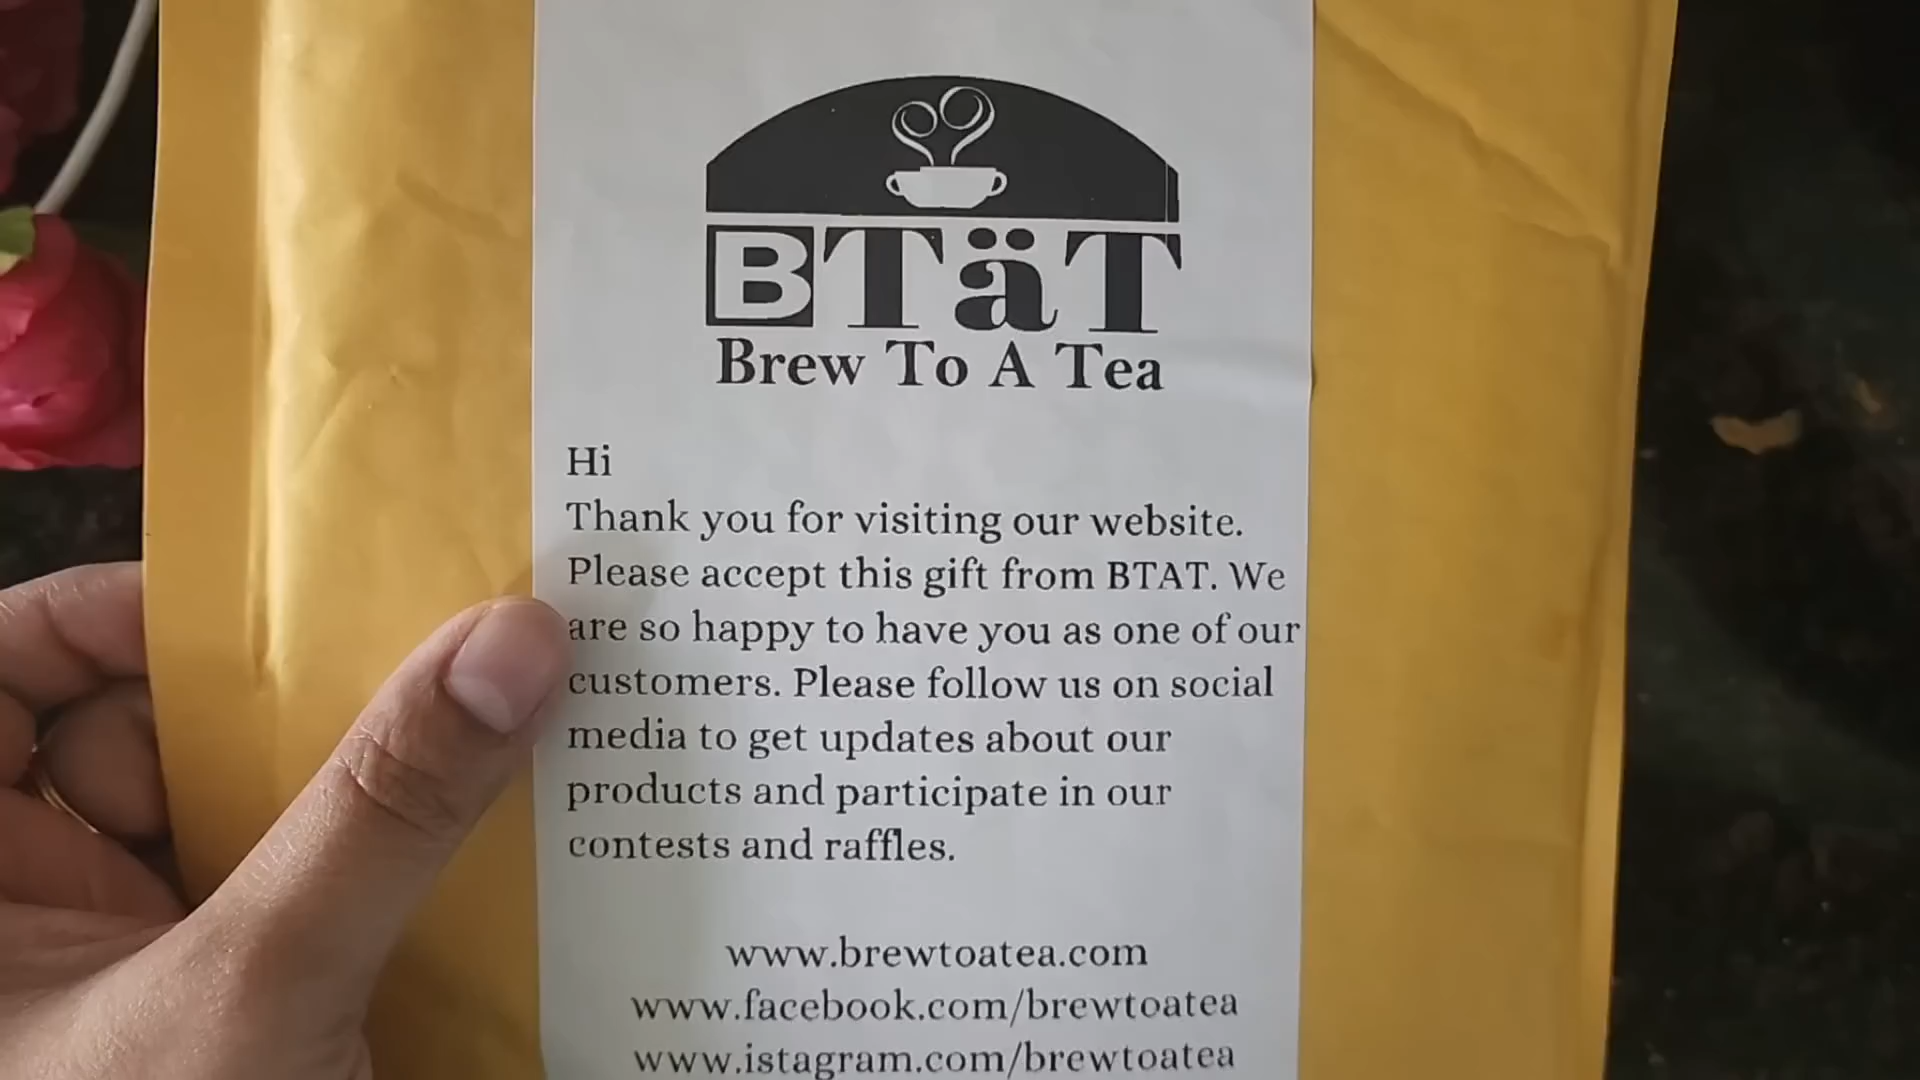 BTäT
Brew To A Tea
Hi
Thank you for visiting our website.
Please accept this gift from BTAT. We
are so happy to have you as one of our
customers. Please follow us on social
media to get updates about our
products and participate in our
contests and raffles.
www.brewtoatea.com
www.facebook.com/brewtoatea
www.istagram.com/brewtoatea